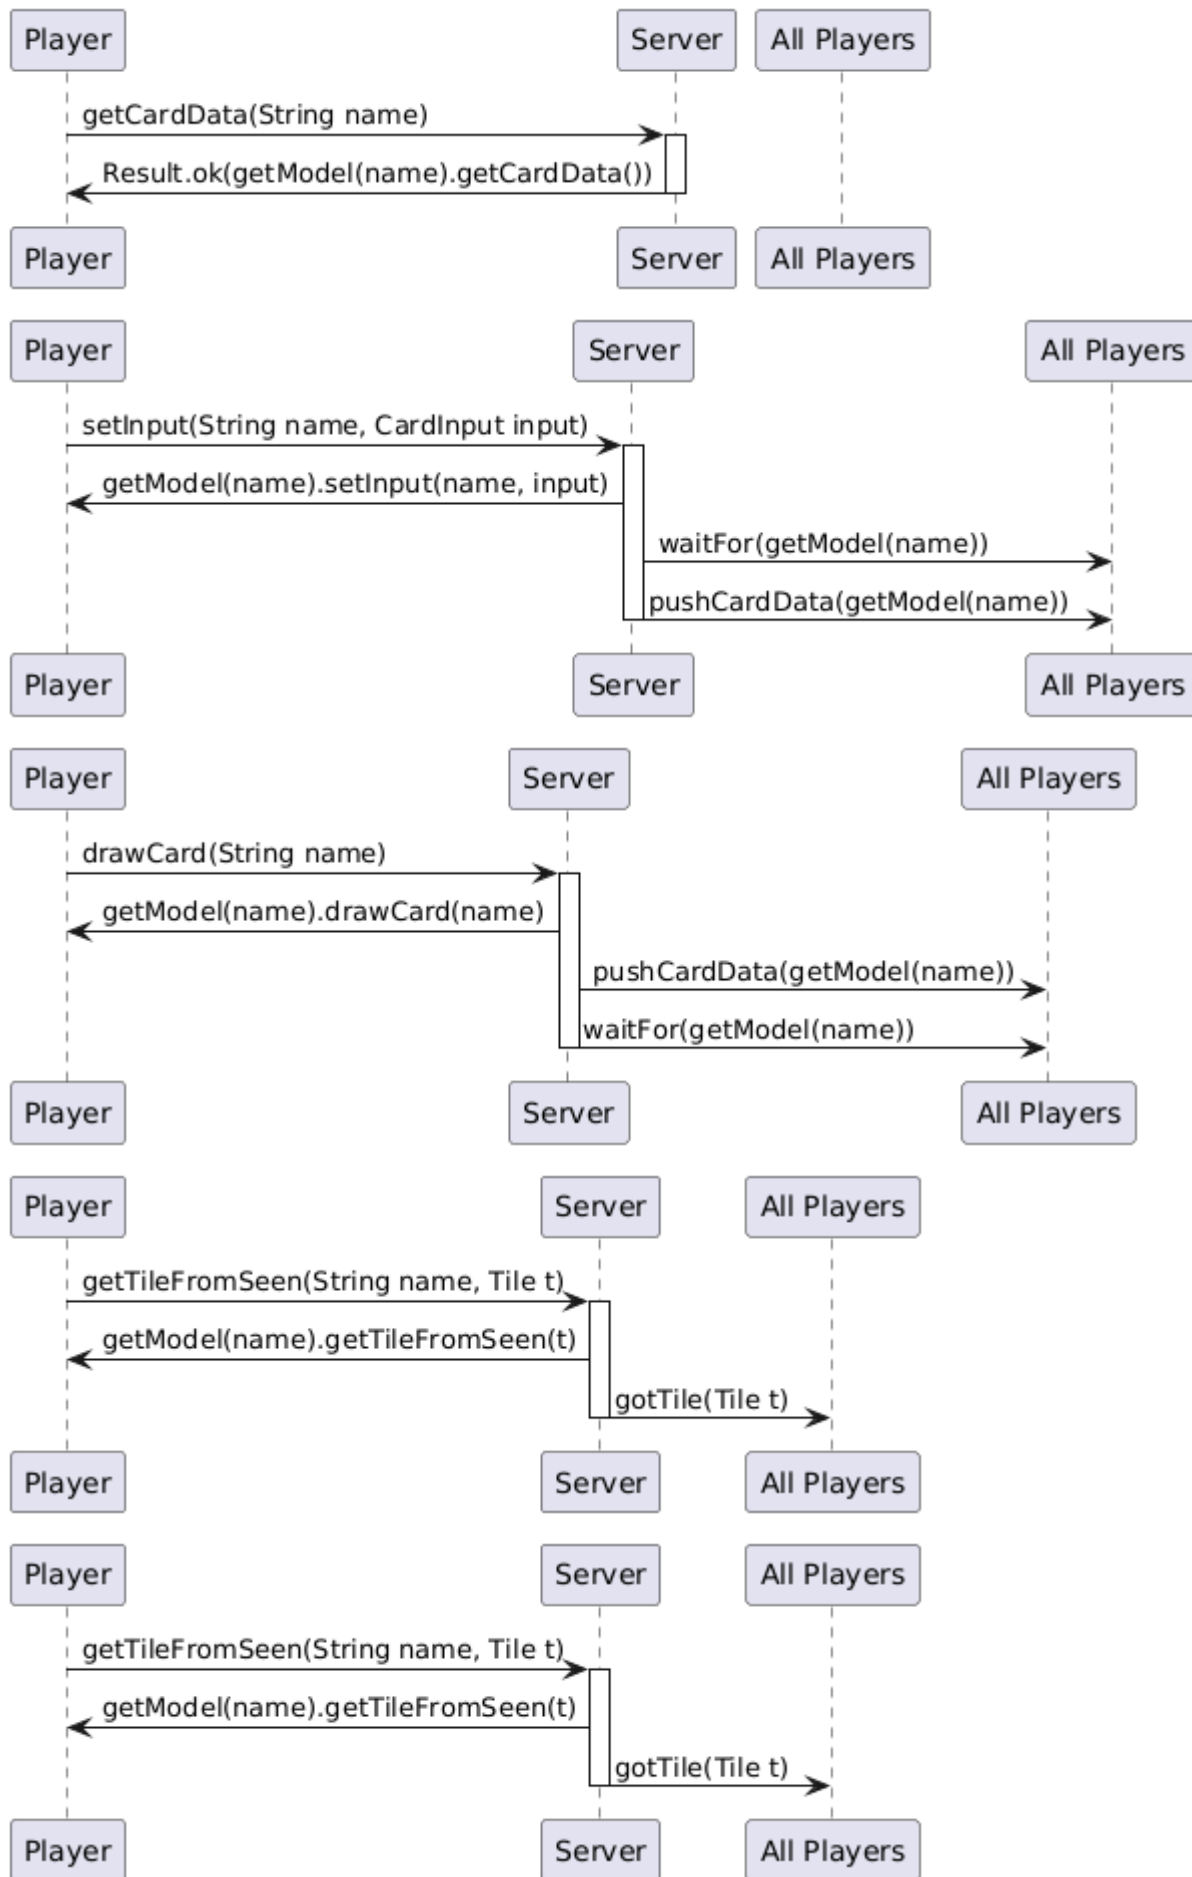 Player Server All Players
getCardData(String name)
Result.ok(getModel(name).getCardData())
Player Server All Players
Player Server All Players
setInput(String name, CardInput input)
getModel(name).setInput(name, input)
waitFor(getModel(name))
pushCardData(getModel(name))
Player Server All Players
Player Server All Players
drawCard(String name)
getModel(name).drawCard(name)
pushCardData(getModel(name))
waitFor(getModel(name))
Player Server All Players
Player Server All Players
getTileFromSeen(String name, Tile t)
getModel(name).getTileFromSeen(t)
gotTile(Tile t)
Player Server All Players
Player Server All Players
getTileFromSeen(String name, Tile t)
getModel(name).getTileFromSeen(t)
gotTile(Tile t)
Player Server All Players